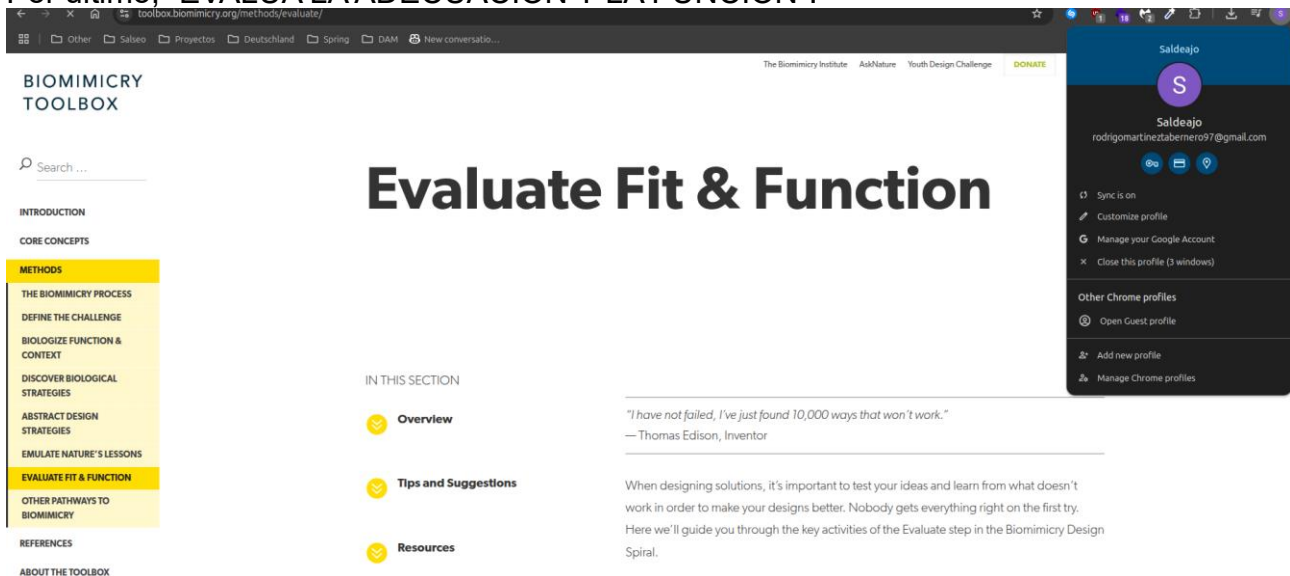 Por último, "EVALÚA LA ADECUACIÓN Y LA FUNCIÓN".
toolbox.biomimicry.org/methods/evaluate/
Other
Salseo
Proyectos
Deutschland
Spring
DAM
New conversatio...
The Biomimicry Institute
AskNature
Youth Design Challenge
DONATE
BIOMIMICRY
TOOLBOX
Search ...
INTRODUCTION
CORE CONCEPTS
METHODS
THE BIOMIMICRY PROCESS
DEFINE THE CHALLENGE
BIOLOGIZE FUNCTION &
CONTEXT
DISCOVER BIOLOGICAL
STRATEGIES
ABSTRACT DESIGN
STRATEGIES
EMULATE NATURE'S LESSONS
EVALUATE FIT & FUNCTION
OTHER PATHWAYS TO
BIOMIMICRY
REFERENCES
ABOUT THE TOOLBOX
Evaluate Fit & Function
IN THIS SECTION
Overview
Tips and Suggestions
Resources
"I have not failed, I've just found 10,000 ways that won't work."
— Thomas Edison, Inventor
When designing solutions, it's important to test your ideas and learn from what doesn't
work in order to make your designs better. Nobody gets everything right on the first try.
Here we'll guide you through the key activities of the Evaluate step in the Biomimicry Design
Spiral.
1
18
2
S
Saldeajo
S
Saldeajo
rodrigomartineztabernero97@gmail.com
Sync is on
Customize profile
G Manage your Google Account
Close this profile (3 windows)
Other Chrome profiles
Open Guest profile
Add new profile
Manage Chrome profiles